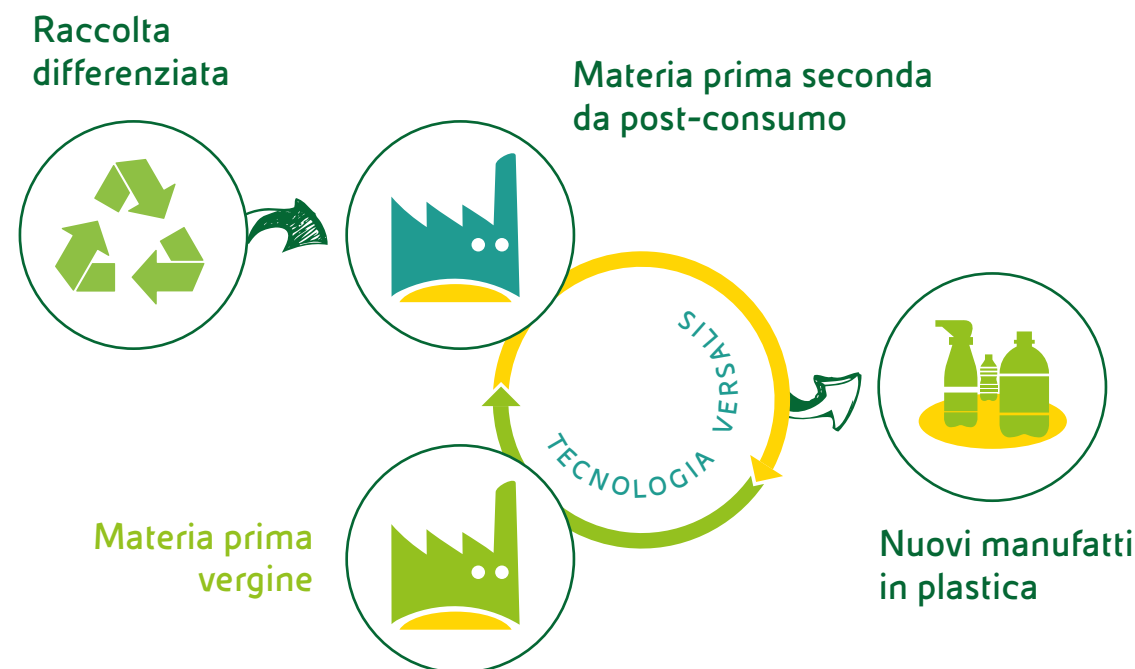 Raccolta
differenziata
Materia prima seconda
da post-consumo
TECNOLOGIA VERSALIS
Materia prima
vergine
Nuovi manufatti
in plastica